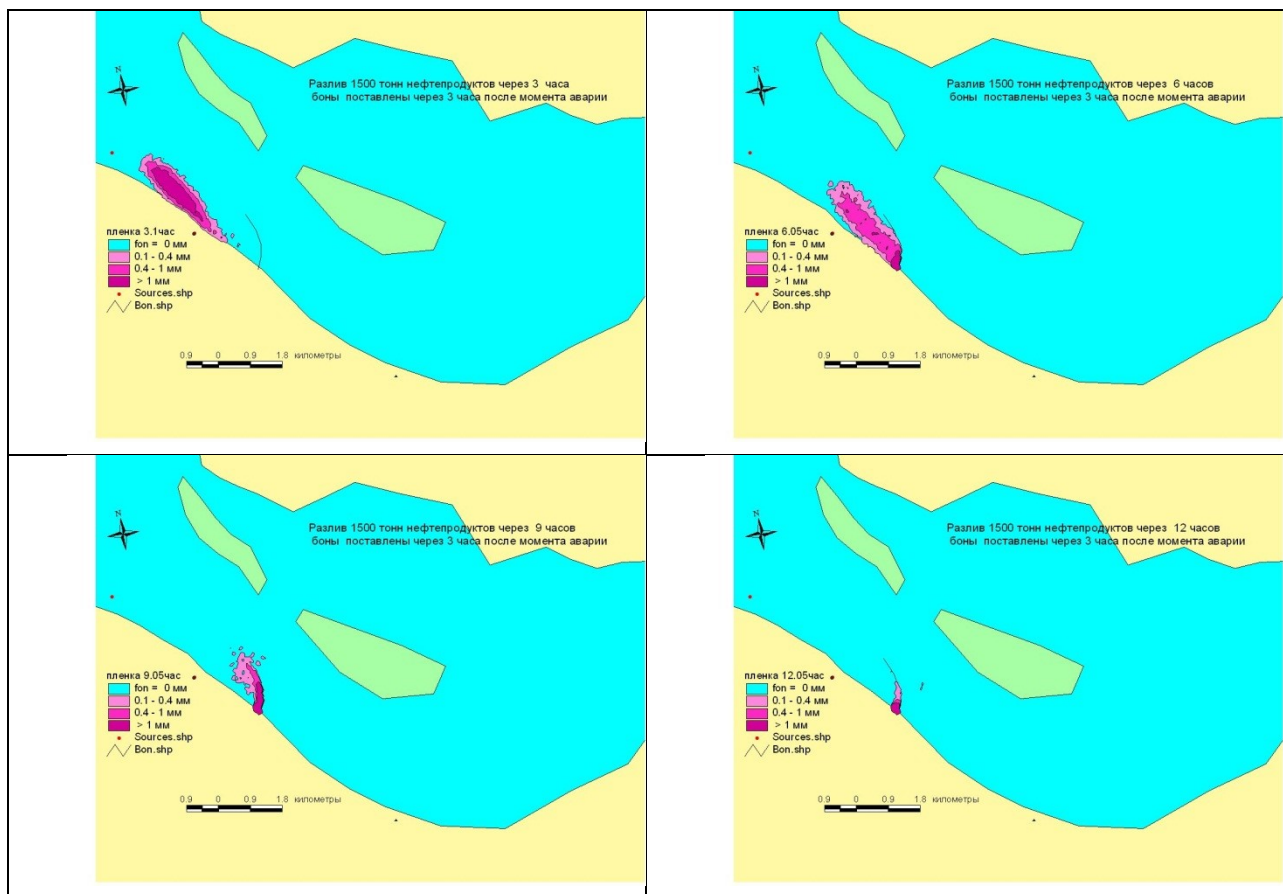 Разлив 1500 тонн нефтепродуктов через 3 часа
боны поставлены через 3 часа после момента аварии
N
пленка 3.1час
fon = 0 мм
0.1 - 0.4 мм
0.4 - 1 мм
> 1 мм
Sources.shp
Bon.shp
0.9 0 0.9 1.8 километры
Разлив 1500 тонн нефтепродуктов через 6 часов
боны поставлены через 3 часа после момента аварии
N
пленка 6.05час
fon = 0 мм
0.1 - 0.4 мм
0.4 - 1 мм
> 1 мм
Sources.shp
Bon.shp
0.9 0 0.9 1.8 километры
Разлив 1500 тонн нефтепродуктов через 9 часов
боны поставлены через 3 часа после момента аварии
N
пленка 9.05час
fon = 0 мм
0.1 - 0.4 мм
0.4 - 1 мм
> 1 мм
Sources.shp
Bon.shp
0.9 0 0.9 1.8 километры
Разлив 1500 тонн нефтепродуктов через 12 часов
боны поставлены через 3 часа после момента аварии
N
пленка 12.05час
fon = 0 мм
0.1 - 0.4 мм
0.4 - 1 мм
> 1 мм
Sources.shp
Bon.shp
0.9 0 0.9 1.8 километры